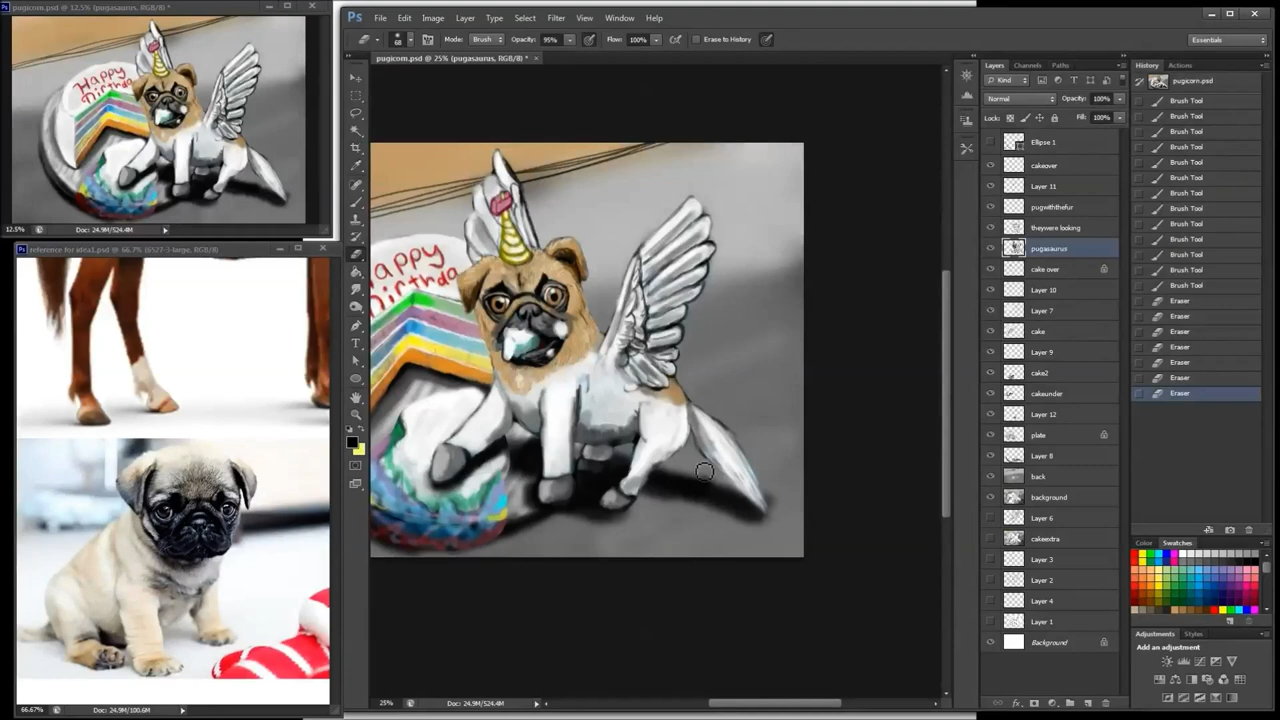 pugicorn.psd @ 12.5% (pugasaurus, RGB/8) *
Happy
Birthday
12.5%
Doc: 24.9M/524.4M
reference for idea1.psd @ 66.7% (6527-)-large, RGB/8)
66.67%
Doc: 24.9M/100.6M
Ps
File Edit Image Layer Type Select Filter View Window Help
68
Mode: Brush
Opacity: 95%
Flow: 100%
Erase to History
Essentials
pugicorn.psd @ 25% (pugasaurus, RGB/8) *
25%
Doc: 24.9M/524.4M
Layers Channels Paths
Kind
Normal
Opacity: 100%
Lock:
Fill: 100%
Ellipse 1
cakeover
Layer 11
pugwiththefur
theywere looking
pugasaurus
cake over
Layer 10
Layer 7
cake
Layer 9
cake2
cakeunder
Layer 12
plate
Layer 8
back
background
Layer 6
cakeextra
Layer 3
Layer 2
Layer 4
Layer 1
Background
History Actions
pugicorn.psd
Brush Tool
Brush Tool
Brush Tool
Brush Tool
Brush Tool
Brush Tool
Brush Tool
Brush Tool
Brush Tool
Brush Tool
Brush Tool
Brush Tool
Brush Tool
Eraser
Eraser
Eraser
Eraser
Eraser
Eraser
Eraser
Color Swatches
Adjustments Styles
Add an adjustment